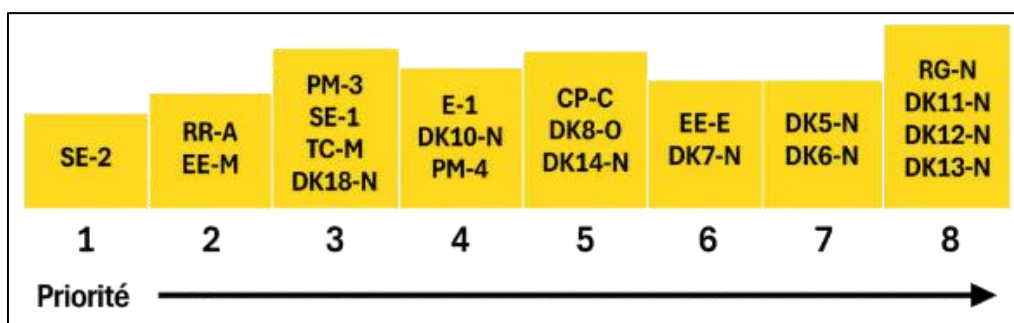 SE-2
RR-A
EE-M
PM-3
SE-1
TC-M
DK18-N
E-1
DK10-N
PM-4
CP-C
DK8-O
DK14-N
EE-E
DK7-N
DK5-N
DK6-N
RG-N
DK11-N
DK12-N
DK13-N
1 2 3 4 5 6 7 8
Priorité